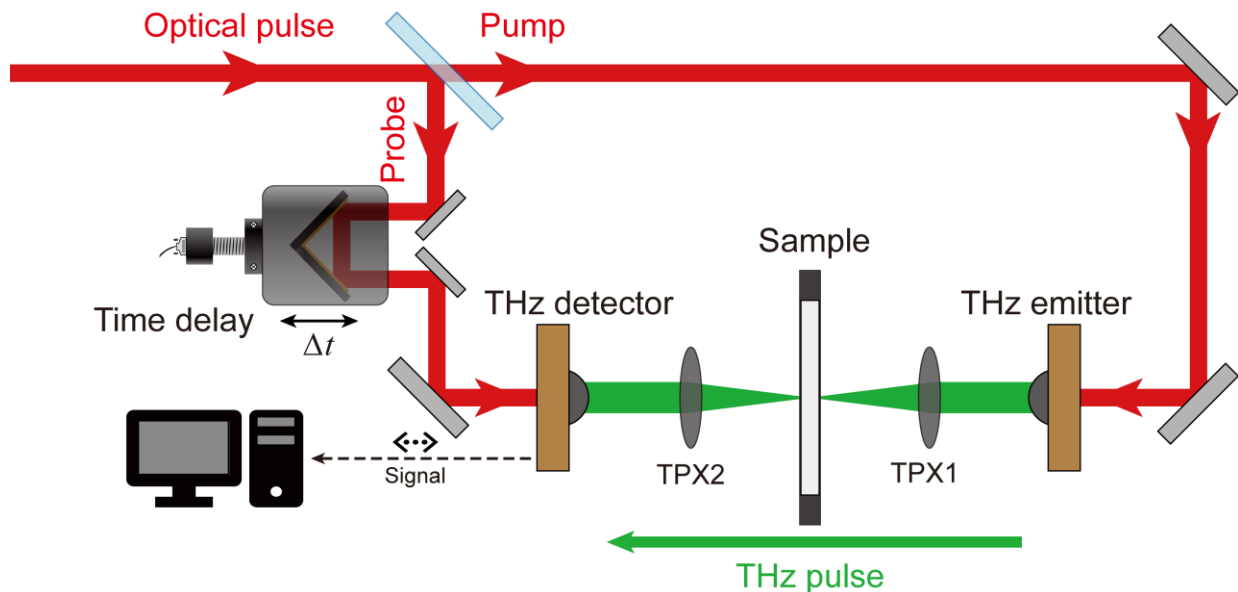 Optical pulse
Pump
Probe
Sample
THz detector
THz emitter
Time delay
Δt
TPX2
TPX1
Signal
THz pulse